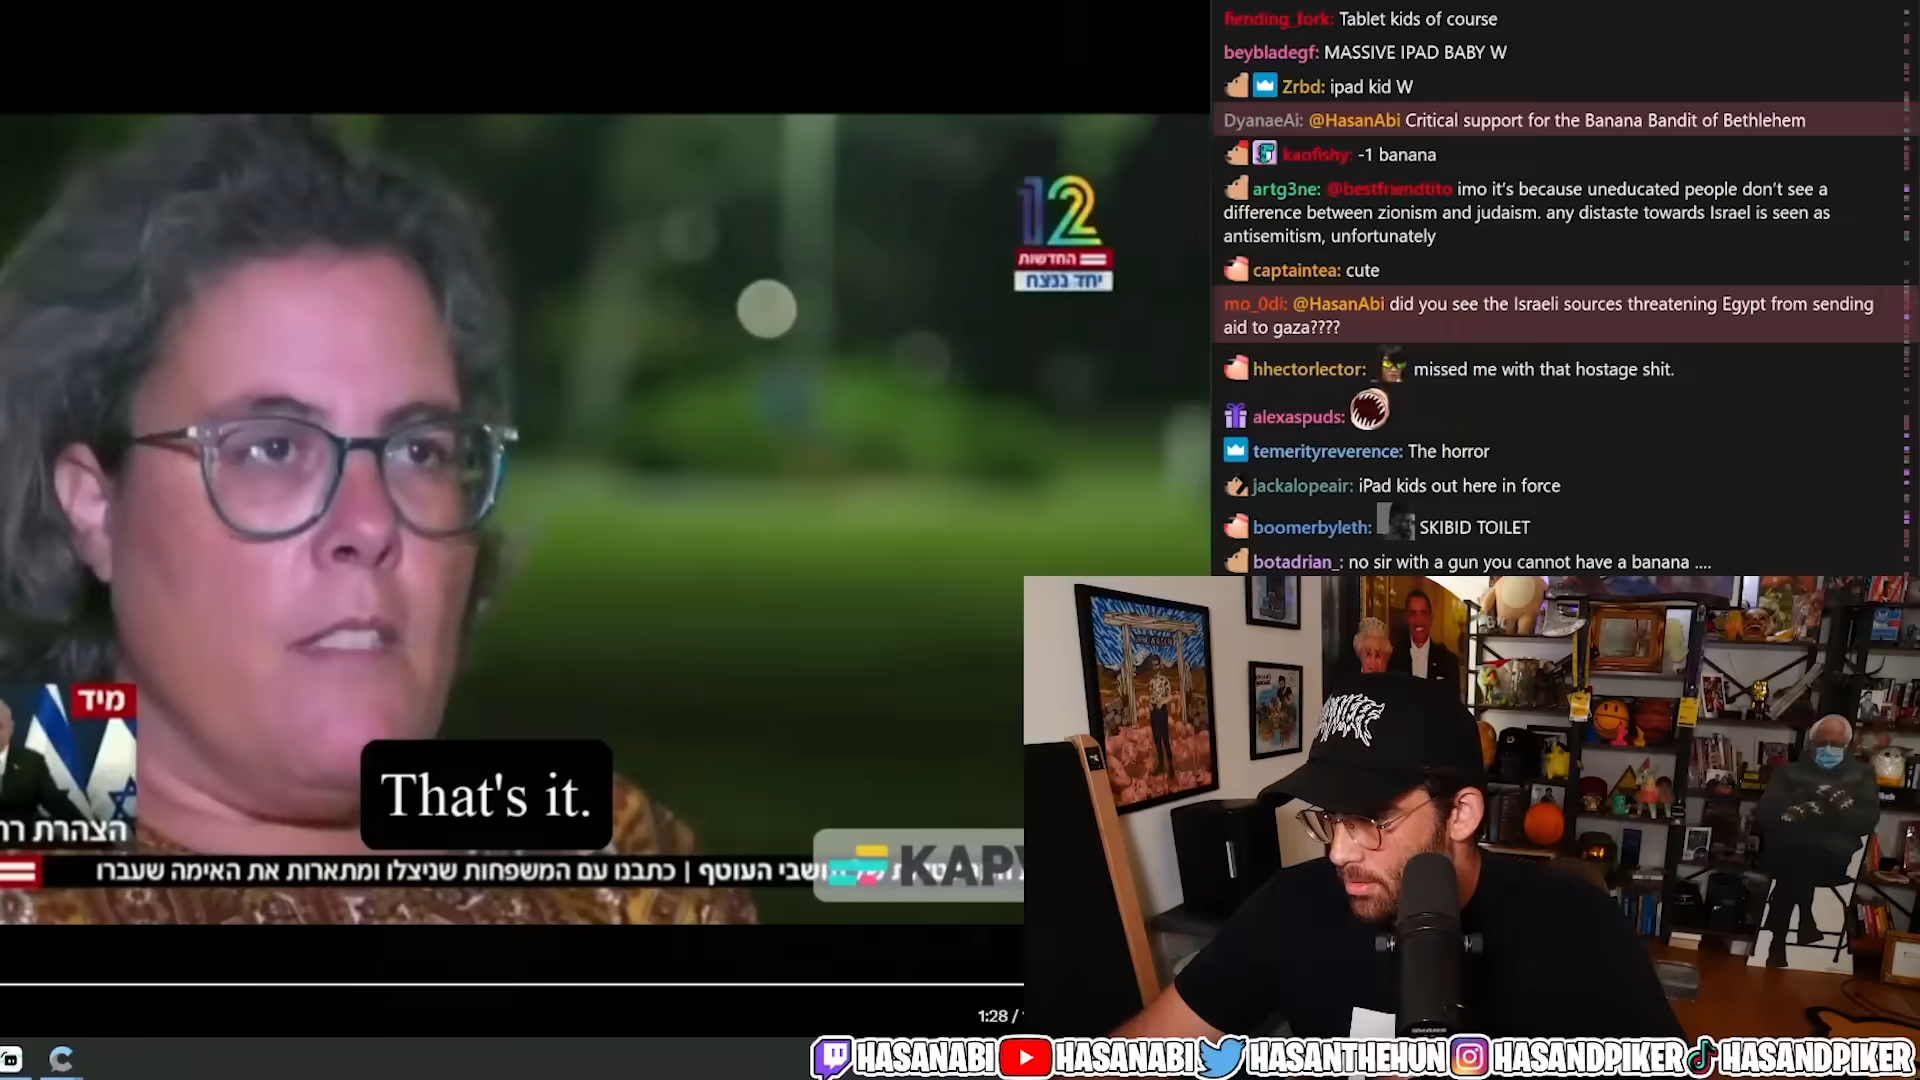 fiending_fork: Tablet kids of course
beybladegf: MASSIVE IPAD BABY W
Zrbd: ipad kid W
DyanaeAi: @HasanAbi Critical support for the Banana Bandit of Bethlehem
kaofishy: -1 banana
artg3ne: @bestfriendtito imo it's because uneducated people don't see a
difference between zionism and judaism. any distaste towards Israel is seen as
antisemitism, unfortunately
captaintea: cute
mo_0di: @HasanAbi did you see the Israeli sources threatening Egypt from sending
aid to gaza????
hhectorlector: missed me with that hostage shit.
alexaspuds:
temerityreverence: The horror
jackalopeair: iPad kids out here in force
boomerbyleth: SKIBID TOILET
botadrian_: no sir with a gun you cannot have a banana ....
12
החדשות
יחד ננצח
מיד
הצהרת
That's it.
ושבי העוטף | כתבנו עם המשפחות שניצלו ומתארות את האימה שעברו
KAP
1:28 /
HASANABI HASANABI HASANTHEHUN HASANDPIKER HASANDPIKER